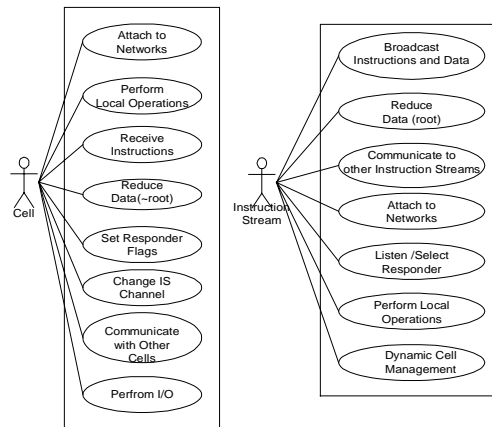 Attach to
Networks
Perform
Local Operations
Receive
Instructions
Reduce
Data(~root)
Set Responder
Flags
Change IS
Channel
Communicate
with Other
Cells
Perfrom I/O
Cell
Broadcast
Instructions and Data
Reduce
Data (root)
Communicate to
other Instruction Streams
Attach to
Networks
Listen /Select
Responder
Perform Local
Operations
Dynamic Cell
Management
Instruction
Stream